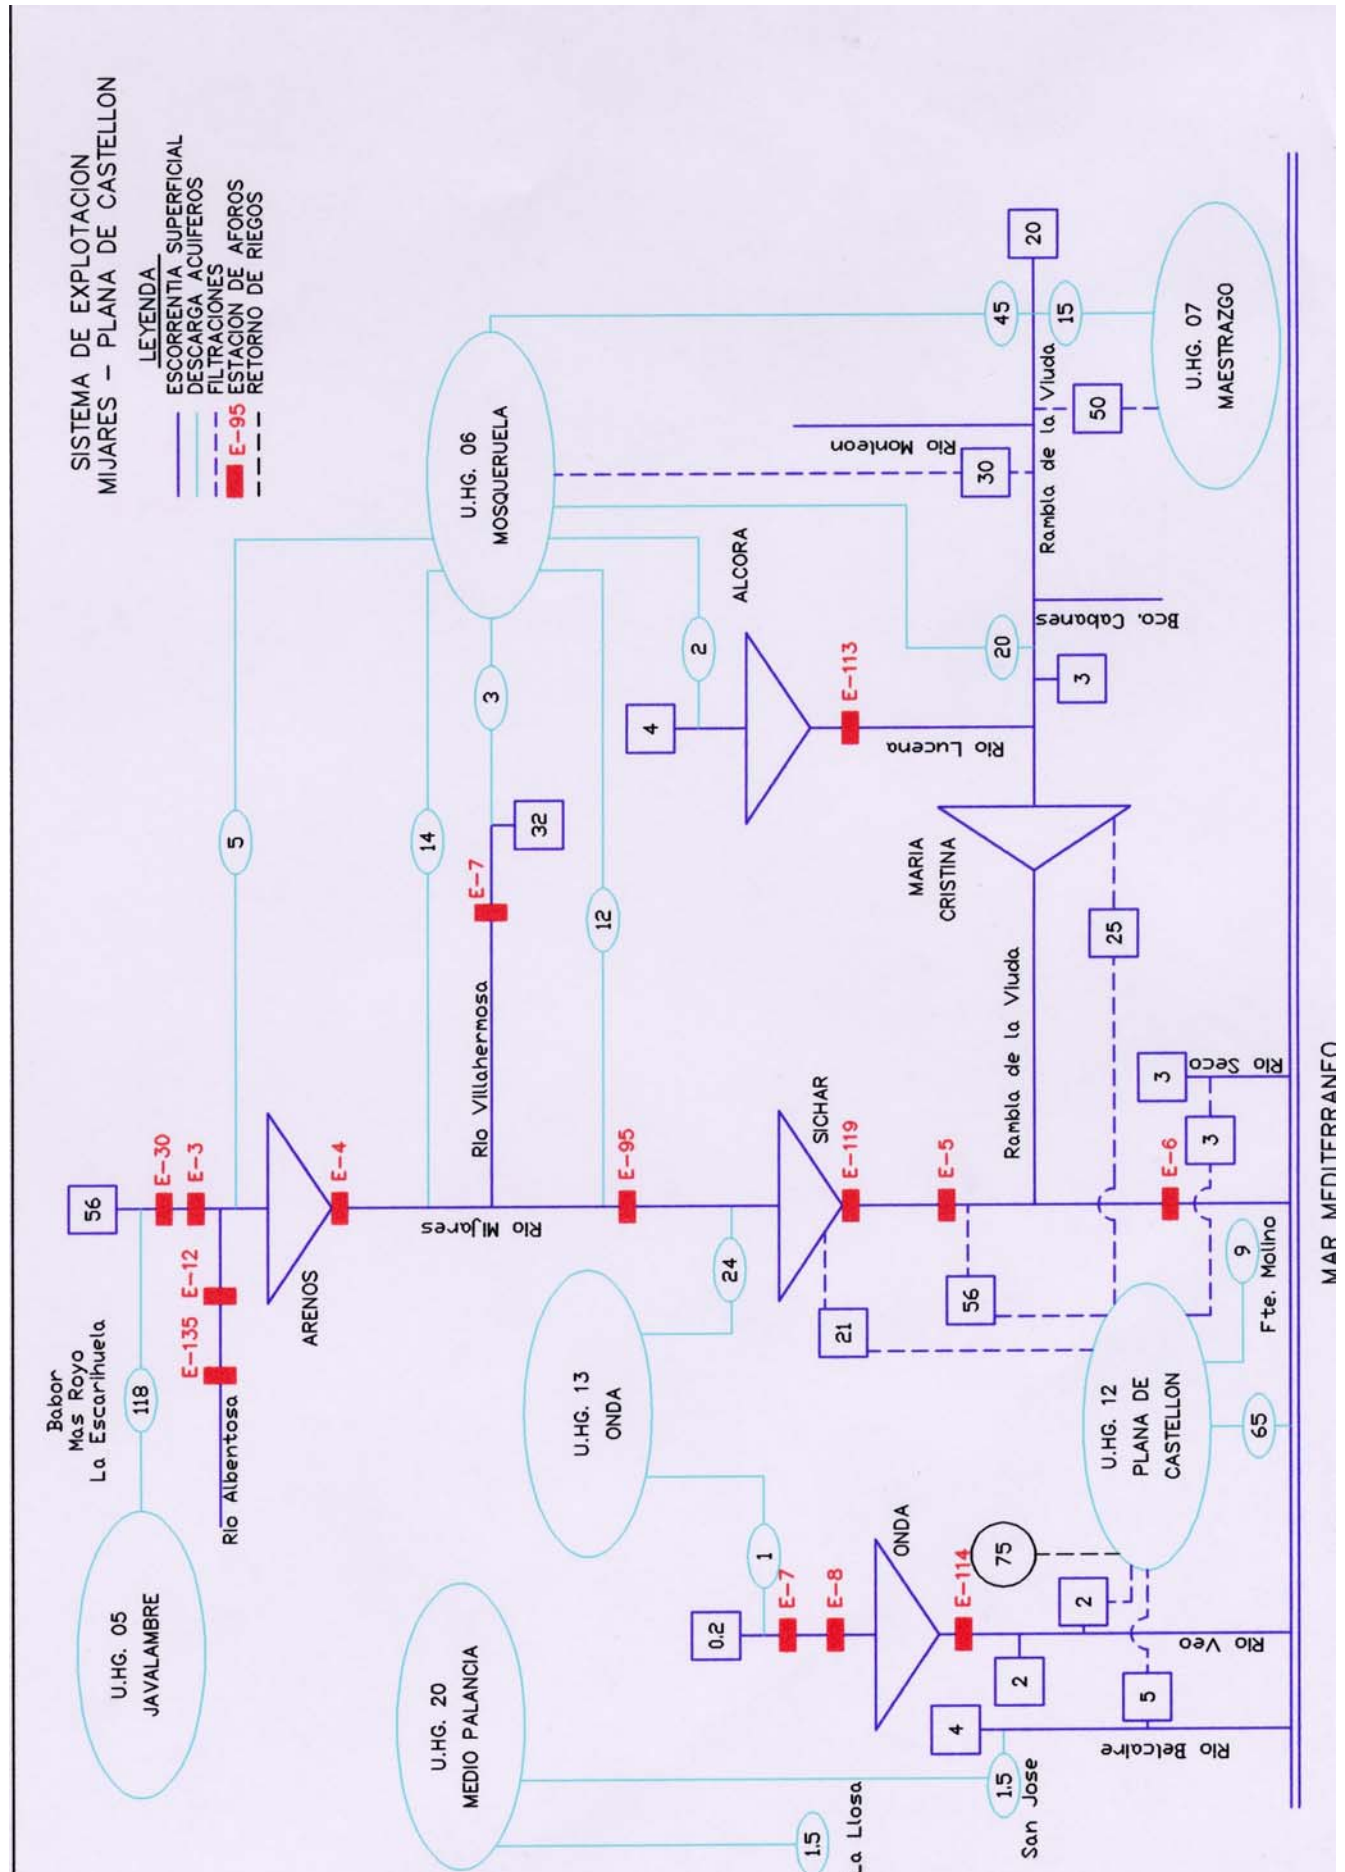 SISTEMA DE EXPLOTACION
MIJARES – PLANA DE CASTELLON
LEYENDA
ESCORRENTIA SUPERFICIAL
DESCARGA ACUIFEROS
FILTRACIONES
E-95 ESTACION DE AFOROS
RETORNO DE RIEGOS
Babor
Mas Royo
La Escarihuela
56
118
E-30
E-3
E-135
E-12
Rio Albentosa
U.HG. 05
JAVALAMBRE
5
ARENOS
E-4
14
U.HG. 06
MOSQUERUELA
3
E-7
32
Rio Villahermosa
Rio Mijares
12
E-95
U.HG. 20
MEDIO PALANCIA
U.HG. 13
ONDA
24
4
2
ALCORA
E-113
Rio Lucena
45
20
15
30
Rio Monleon
50
Rambla de la Viuda
20
Bco. Cabanes
3
U.HG. 07
MAESTRAZGO
MARIA
CRISTINA
25
Rambla de la Viuda
SICHAR
E-119
21
E-5
56
E-6
3
Rio Seco
3
0.2
1
E-7
E-8
ONDA
E-114
75
2
2
Rio Veo
4
5
Rio Belcaire
1.5
La Llosa
1.5
San Jose
U.HG. 12
PLANA DE
CASTELLON
65
9
Fte. Molino
MAR MEDITERRANEO